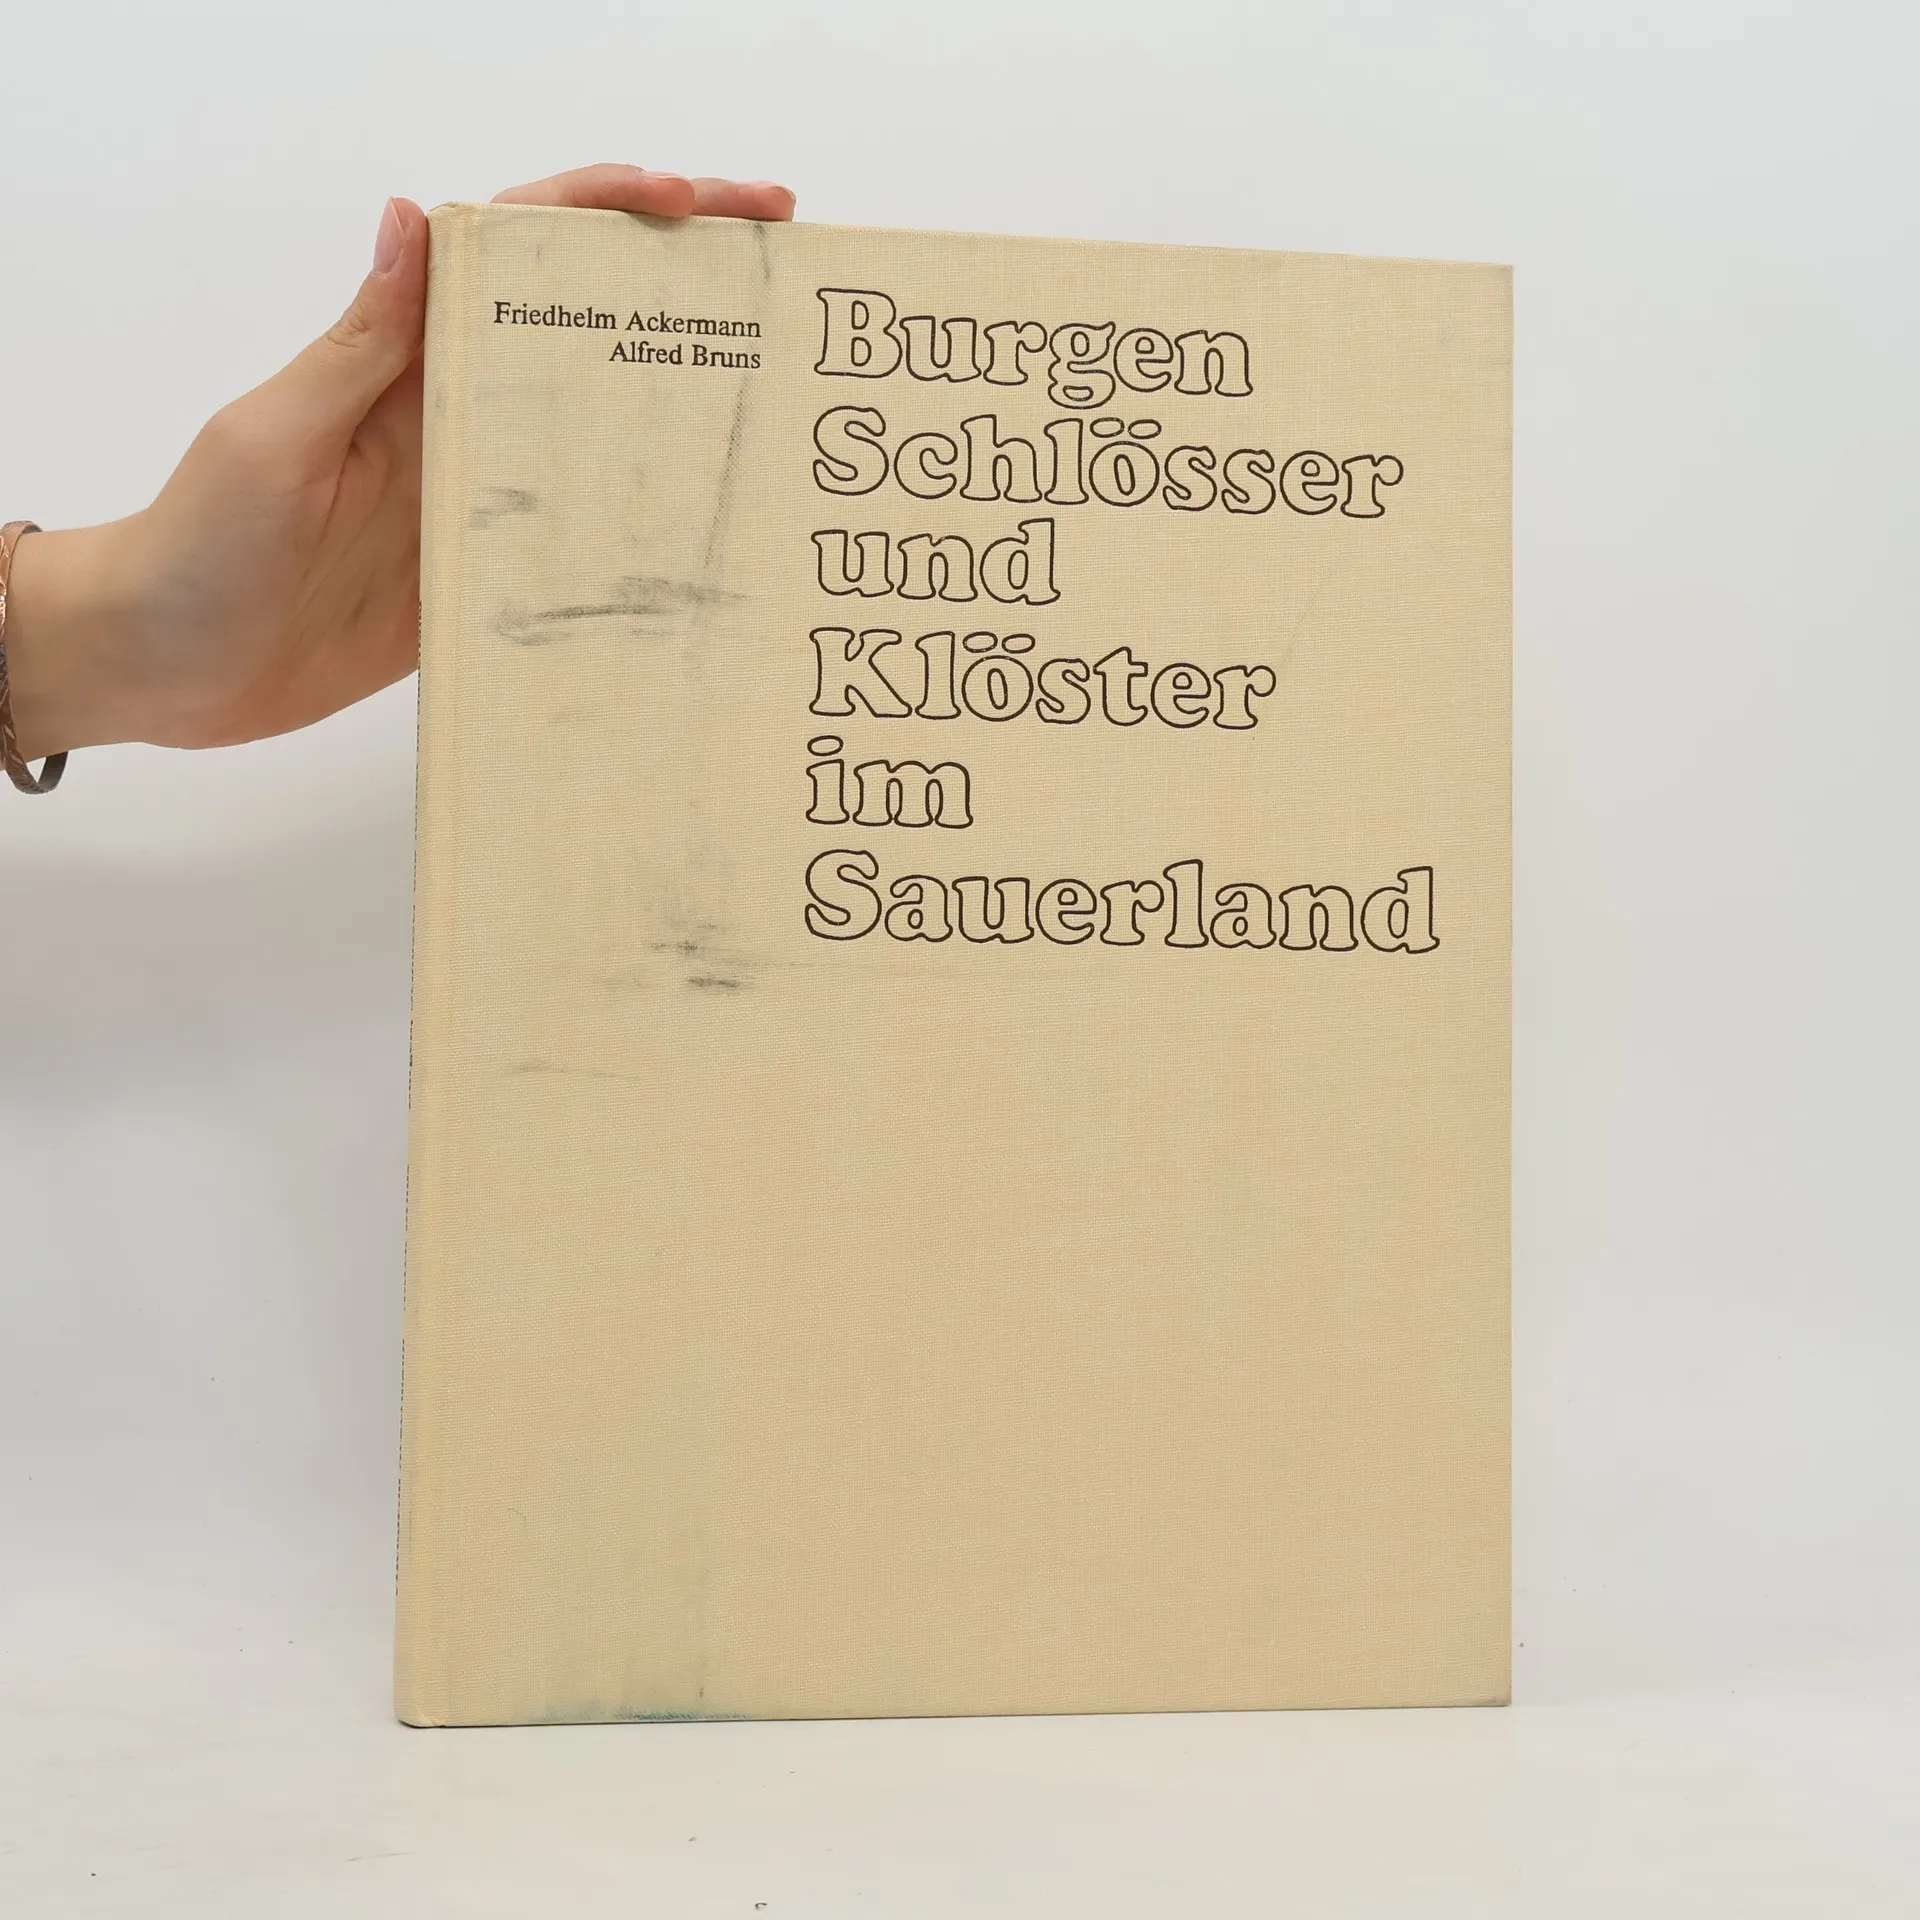 Friedhelm Ackermann
Alfred Bruns
Burgen
Schlösser
und
Klöster
im
Sauerland